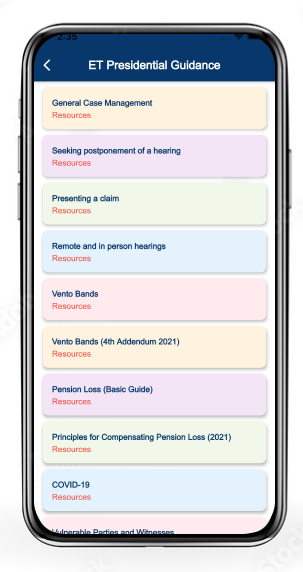 2:35
ET Presidential Guidance
General Case Management
Resources
Seeking postponement of a hearing
Resources
Presenting a claim
Resources
Remote and in person hearings
Resources
Vento Bands
Resources
Vento Bands (4th Addendum 2021)
Resources
Pension Loss (Basic Guide)
Resources
Principles for Compensating Pension Loss (2021)
Resources
COVID-19
Resources
Vulnerable Parties and Witnesses